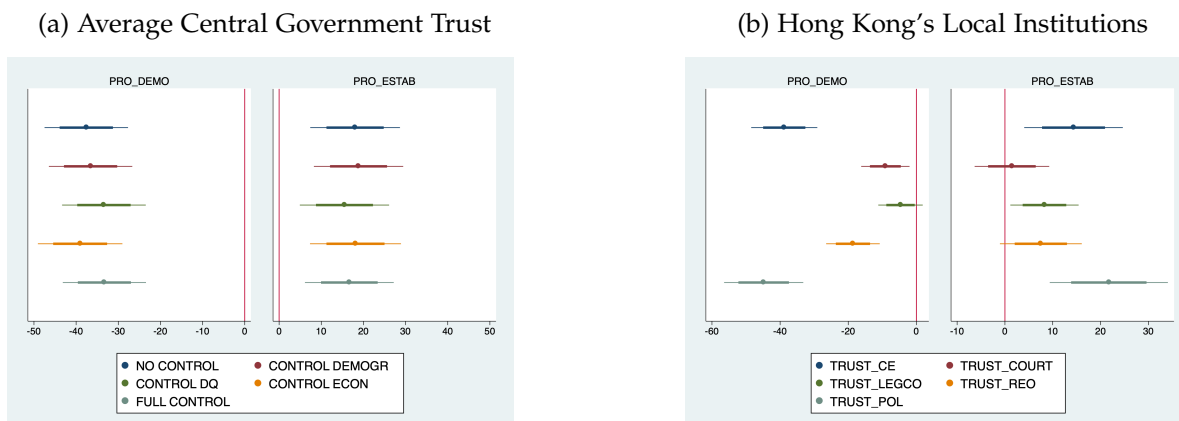 (a) Average Central Government Trust
PRO_DEMO
PRO_ESTAB
-50 -40 -30 -20 -10 0
0 10 20 30 40 50
NO CONTROL
CONTROL DEMOGR
CONTROL DQ
CONTROL ECON
FULL CONTROL
(b) Hong Kong's Local Institutions
PRO_DEMO
PRO_ESTAB
-60 -40 -20 0
-10 0 10 20 30
TRUST_CE
TRUST_COURT
TRUST_LEGCO
TRUST_REO
TRUST_POL